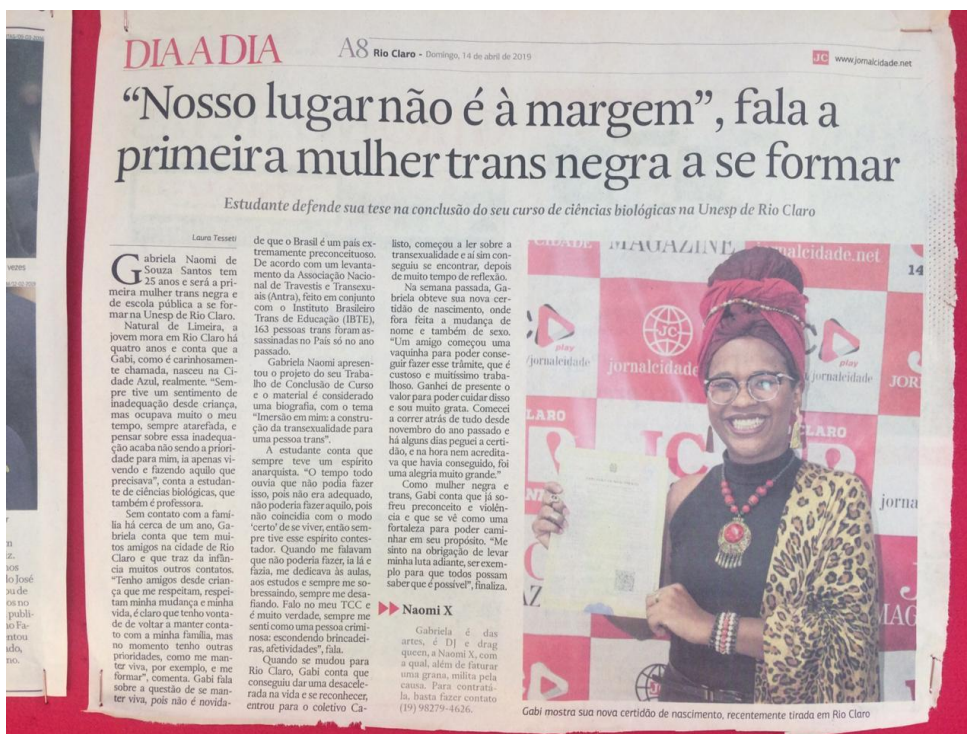 DIA A DIA
A8 Rio Claro - Domingo, 14 de abril de 2019
JC www.jornalcidade.net
“Nosso lugar não é à margem”, fala a
primeira mulher trans negra a se formar
Estudante defende sua tese na conclusão do seu curso de ciências biológicas na Unesp de Rio Claro
Laura Tesseti
Gabriela Naomi de
Souza Santos tem
25 anos e será a pri-
meira mulher trans negra e
de escola pública a se for-
mar na Unesp de Rio Claro.
Natural de Limeira, a
jovem mora em Rio Claro há
quatro anos e conta que a
Gabi, como é carinhosamen-
te chamada, nasceu na Ci-
dade Azul, realmente. “Sem-
pre tive um sentimento de
inadequação desde criança,
mas ocupava muito o meu
tempo, sempre atarefada, e
pensar sobre essa inadequa-
ção acaba não sendo a priori-
dade para mim, ia apenas vi-
vendo e fazendo aquilo que
precisava”, conta a estudan-
te de ciências biológicas, que
também é professora.
Sem contato com a famí-
lia há cerca de um ano, Ga-
briela conta que tem mui-
tos amigos na cidade de Rio
Claro e que traz da infân-
cia muitos outros contatos.
“Tenho amigos desde crian-
ça que me respeitam, respei-
tam minha mudança e minha
vida, é claro que tenho vonta-
de de voltar a manter conta-
to com a minha família, mas
no momento tenho outras
prioridades, como me man-
ter viva, por exemplo, e me
formar”, comenta. Gabi fala
sobre a questão de se man-
ter viva, pois não é novida-
de que o Brasil é um país ex-
tremamente preconceituoso.
De acordo com um levanta-
mento da Associação Nacio-
nal de Travestis e Transexu-
ais (Antra), feito em conjunto
com o Instituto Brasileiro
Trans de Educação (IBTE),
163 pessoas trans foram as-
sassinadas no País só no ano
passado.
Gabriela Naomi apresen-
tou o projeto do seu Traba-
lho de Conclusão de Curso
e o material é considerado
uma biografia, com o tema
“Imersão em mim: a constru-
ção da transexualidade para
uma pessoa trans”.
A estudante conta que
sempre teve um espírito
anarquista. “O tempo todo
ouvia que não podia fazer
isso, pois não era adequado,
não poderia fazer aquilo, pois
não coincidia com o modo
‘certo’ de se viver, então sem-
pre tive esse espírito contes-
tador. Quando me falavam
que não poderia fazer, ia lá e
fazia, me dedicava às aulas,
aos estudos e sempre me so-
bressaindo, sempre me desa-
fiando. Falo no meu TCC e
é muito verdade, sempre me
senti como uma pessoa crimi-
nosa: escondendo brincadei-
ras, afetividades”, fala.
Quando se mudou para
Rio Claro, Gabi conta que
conseguiu dar uma desacele-
rada na vida e se reconhecer,
entrou para o coletivo Ca-
listo, começou a ler sobre a
transexualidade e aí sim con-
seguiu se encontrar, depois
de muito tempo de reflexão.
Na semana passada, Ga-
briela obteve sua nova cer-
tidão de nascimento, onde
fora feita a mudança de
nome e também de sexo.
“Um amigo começou uma
vaquinha para poder conse-
guir fazer esse trâmite, que é
custoso e muitíssimo traba-
lhoso. Ganhei de presente o
valor para poder cuidar disso
e sou muito grata. Comecei
a correr atrás de tudo desde
novembro do ano passado e
há alguns dias peguei a certi-
dão, e na hora nem acredita-
va que havia conseguido, foi
uma alegria muito grande.”
Como mulher negra e
trans, Gabi conta que já so-
freu preconceito e violên-
cia e que se vê como uma
fortaleza para poder cami-
nhar em seu propósito. “Me
sinto na obrigação de levar
minha luta adiante, ser exem-
plo para que todos possam
saber que é possível”, finaliza.
Naomi X
Gabriela é das
artes, é DJ e drag
queen, a Naomi X, com
a qual, além de faturar
uma grana, milita pela
causa. Para contratá-
la, basta fazer contato
(19) 98279-4626.
CIDADE MAGAZINE jornalcidade.net
JC
play
/jornalcidade
jornalcidade
play
/jornalcidade
CLARO
JC
CLARO
jorna
MAGAZ
Gabi mostra sua nova certidão de nascimento, recentemente tirada em Rio Claro